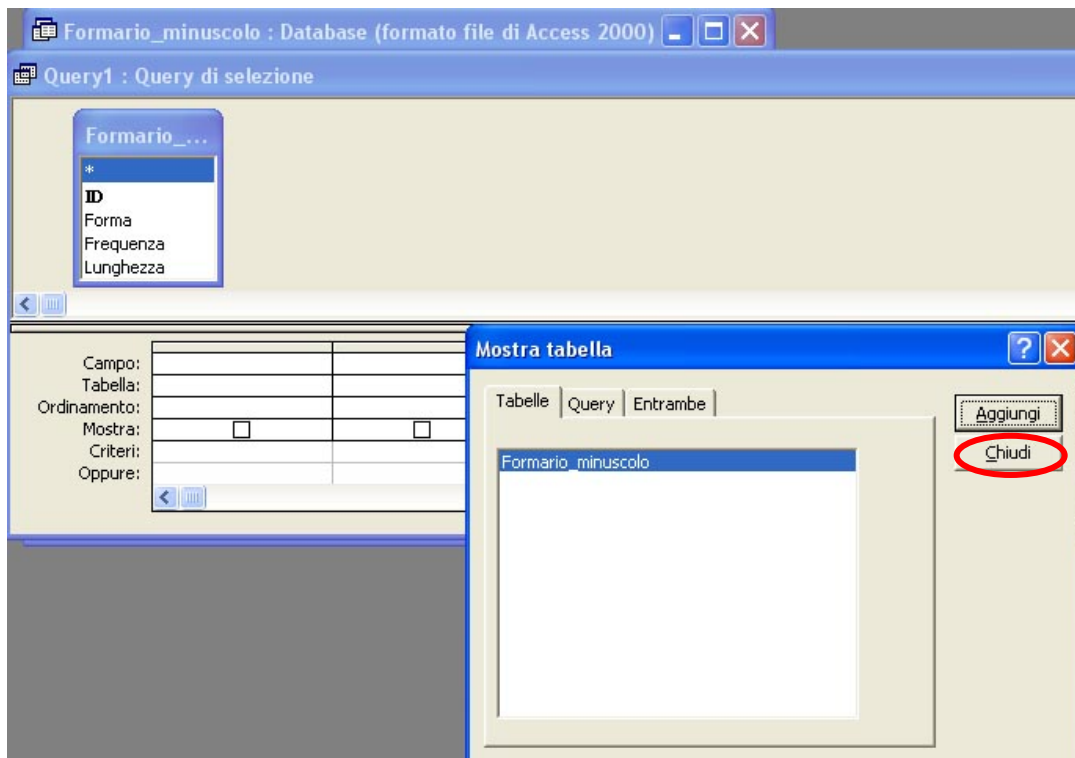 Formario_minuscolo : Database (formato file di Access 2000)
Query1 : Query di selezione
Formario_...
*
ID
Forma
Frequenza
Lunghezza
Campo:
Tabella:
Ordinamento:
Mostra:
Criteri:
Oppure:
Mostra tabella
Tabelle Query Entrambe
Formario_minuscolo
Aggiungi
Chiudi